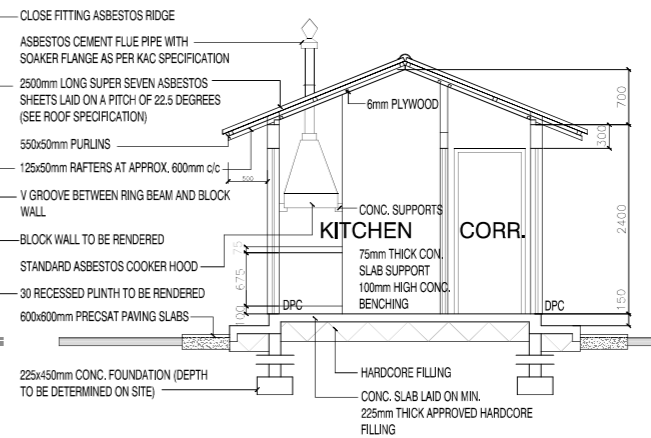 CLOSE FITTING ASBESTOS RIDGE
ASBESTOS CEMENT FLUE PIPE WITH
SOAKER FLANGE AS PER KAC SPECIFICATION
2500mm LONG SUPER SEVEN ASBESTOS
SHEETS LAID ON A PITCH OF 22.5 DEGREES
(SEE ROOF SPECIFICATION)
550x50mm PURLINS
125x50mm RAFTERS AT APPROX. 600mm c/c
V GROOVE BETWEEN RING BEAM AND BLOCK
WALL
BLOCK WALL TO BE RENDERED
STANDARD ASBESTOS COOKER HOOD
30 RECESSED PLINTH TO BE RENDERED
600x600mm PRECSAT PAVING SLABS
225x450mm CONC. FOUNDATION (DEPTH
TO BE DETERMINED ON SITE)
500
75
675
100
6mm PLYWOOD
CONC. SUPPORTS
KITCHEN
CORR.
75mm THICK CON.
SLAB SUPPORT
100mm HIGH CONC.
BENCHING
DPC
DPC
700
300
2400
150
HARDCORE FILLING
CONC. SLAB LAID ON MIN.
225mm THICK APPROVED HARDCORE
FILLING